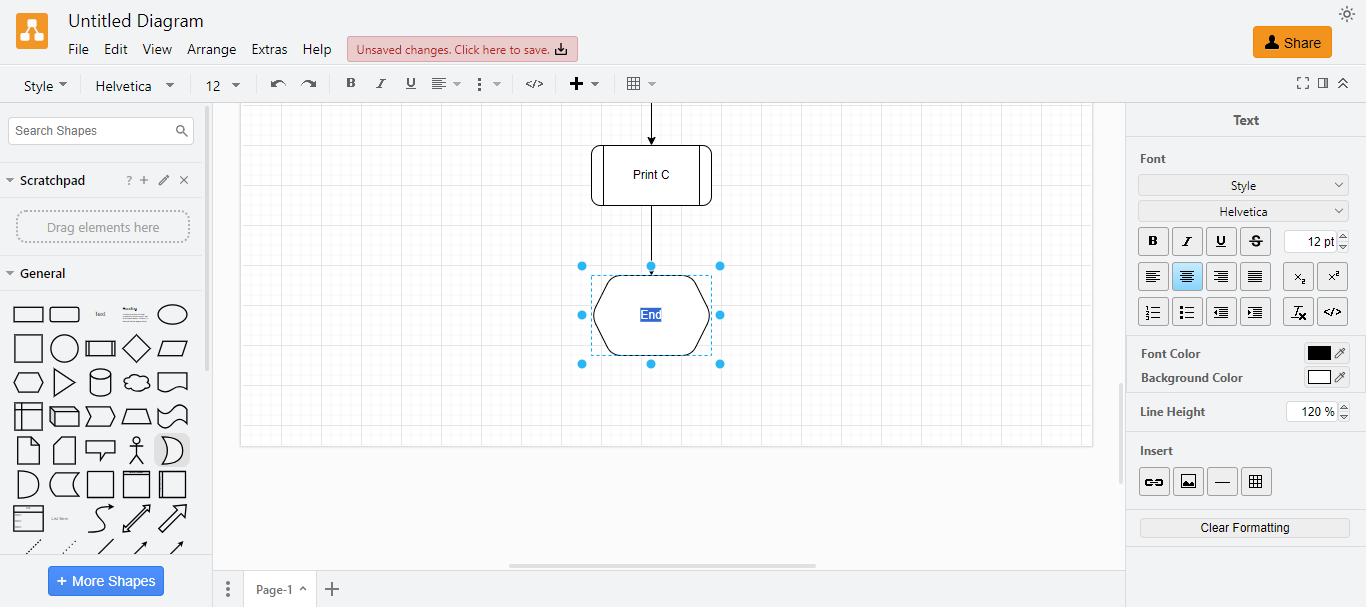 Untitled Diagram
File Edit View Arrange Extras Help Unsaved changes. Click here to save.
Share
Style Helvetica 12 B I U </>
Search Shapes
Scratchpad ?
Drag elements here
General
Text
Heading
List Item
+ More Shapes
Print C
End
Page-1
Text
Font
Style
Helvetica
B I U S 12 pt
</>
Font Color
Background Color
Line Height 120 %
Insert
Clear Formatting